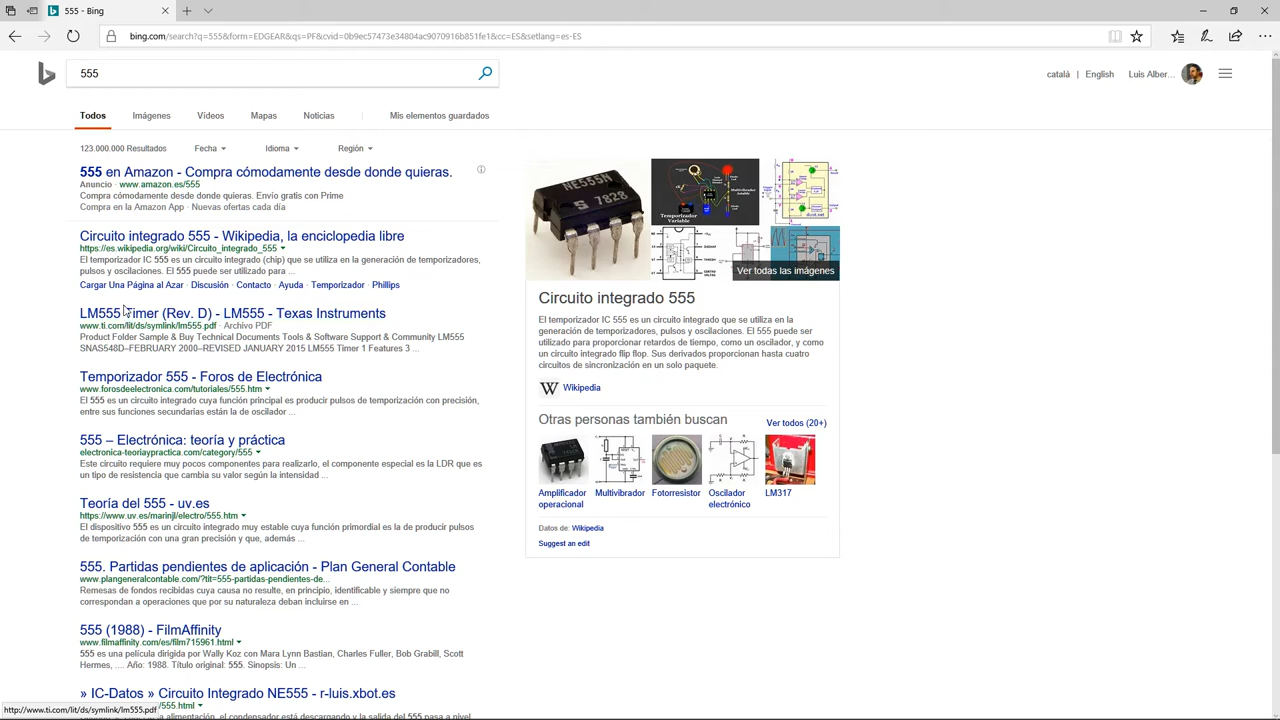 555 - Bing
bing.com/search?q=555&form=EDGEAR&qs=PF&cvid=0b9ec57473e34804ac9070916b851fe1&cc=ES&setlang=es-ES
555
català | English Luis Alber...
Todos Imágenes Vídeos Mapas Noticias Mis elementos guardados
123.000.000 Resultados Fecha Idioma Región
555 en Amazon - Compra cómodamente desde donde quieras.
Anuncio · www.amazon.es/555
Compra cómodamente desde donde quieras. Envío gratis con Prime
Compra en la Amazon App · Nuevas ofertas cada día
Circuito integrado 555 - Wikipedia, la enciclopedia libre
https://es.wikipedia.org/wiki/Circuito_integrado_555
El temporizador IC 555 es un circuito integrado (chip) que se utiliza en la generación de temporizadores,
pulsos y oscilaciones. El 555 puede ser utilizado para ...
Cargar Una Página al Azar · Discusión · Contacto · Ayuda · Temporizador · Phillips
LM555 Timer (Rev. D) - LM555 - Texas Instruments
www.ti.com/lit/ds/symlink/lm555.pdf · Archivo PDF
Product Folder Sample & Buy Technical Documents Tools & Software Support & Community LM555
SNAS548D–FEBRUARY 2000–REVISED JANUARY 2015 LM555 Timer 1 Features 3 ...
Temporizador 555 - Foros de Electrónica
www.forosdeelectronica.com/tutoriales/555.htm
El 555 es un circuito integrado cuya función principal es producir pulsos de temporización con precisión,
entre sus funciones secundarias están la de oscilador ...
555 – Electrónica: teoría y práctica
electronica-teoriaypractica.com/category/555
Este circuito requiere muy pocos componentes para realizarlo, el componente especial es la LDR que es
un tipo de resistencia que cambia su valor según la intensidad ...
Teoría del 555 - uv.es
https://www.uv.es/marinjl/electro/555.htm
El dispositivo 555 es un circuito integrado muy estable cuya función primordial es la de producir pulsos
de temporización con una gran precisión y que, además ...
555. Partidas pendientes de aplicación - Plan General Contable
www.plangeneralcontable.com/?tit=555-partidas-pendientes-de...
Remesas de fondos recibidas cuya causa no resulte, en principio, identificable y siempre que no
correspondan a operaciones que por su naturaleza deban incluirse en ...
555 (1988) - FilmAffinity
www.filmaffinity.com/es/film715961.html
555 es una película dirigida por Wally Koz con Mara Lynn Bastian, Charles Fuller, Bob Grabill, Scott
Hermes, .... Año: 1988. Título original: 555. Sinopsis: Un ...
» IC-Datos » Circuito Integrado NE555 - r-luis.xbot.es
/555.html
la alimentación, el condensador está descargando y la salida del 555 pasa a nivel
http://www.ti.com/lit/ds/symlink/lm555.pdf
NE555N
S 7828
Temporizador
Variable
Multivibrador
Ver todas las imágenes
Circuito integrado 555
El temporizador IC 555 es un circuito integrado que se utiliza en la
generación de temporizadores, pulsos y oscilaciones. El 555 puede ser
utilizado para proporcionar retardos de tiempo, como un oscilador, y como
un circuito integrado flip flop. Sus derivados proporcionan hasta cuatro
circuitos de sincronización en un solo paquete.
W Wikipedia
Otras personas también buscan Ver todos (20+)
Amplificador
operacional
Multivibrador
Fotorresistor
Oscilador
electrónico
LM317
Datos de: Wikipedia
Suggest an edit